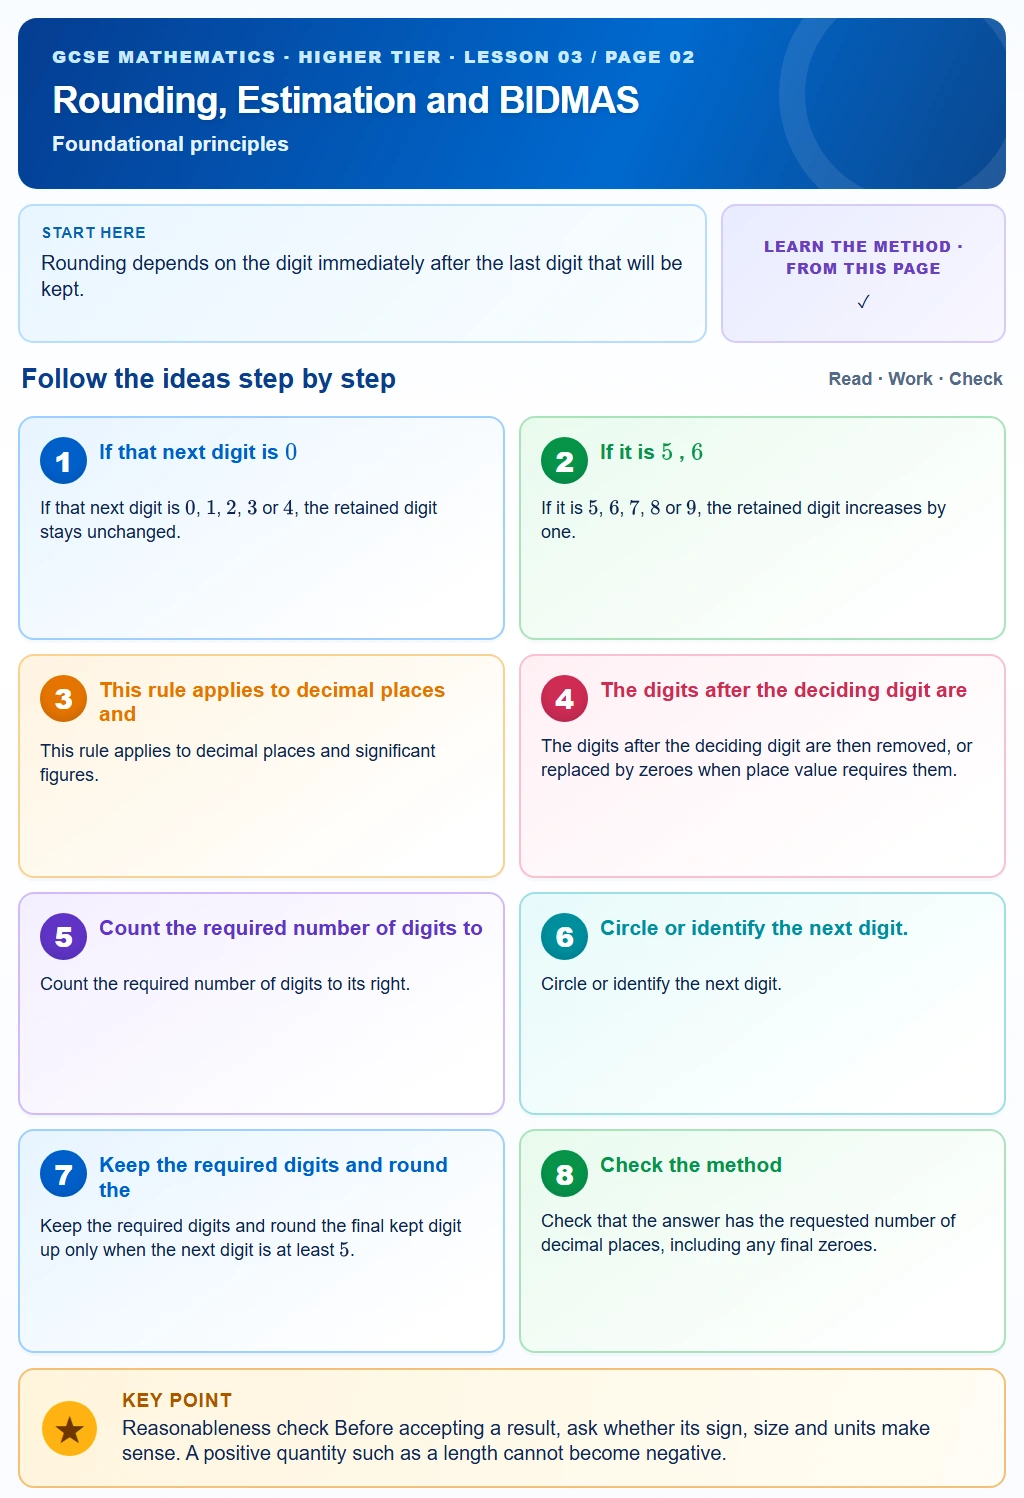 GCSE MATHEMATICS · HIGHER TIER · LESSON 03 / PAGE 02
Rounding, Estimation and BIDMAS
Foundational principles
START HERE
Rounding depends on the digit immediately after the last digit that will be
kept.
LEARN THE METHOD ·
FROM THIS PAGE
✓
Follow the ideas step by step
Read · Work · Check
1
If that next digit is 0
If that next digit is 0, 1, 2, 3 or 4, the retained digit
stays unchanged.
2
If it is 5 , 6
If it is 5, 6, 7, 8 or 9, the retained digit increases by
one.
3
This rule applies to decimal places
and
This rule applies to decimal places and significant
figures.
4
The digits after the deciding digit are
The digits after the deciding digit are then removed, or
replaced by zeroes when place value requires them.
5
Count the required number of digits to
Count the required number of digits to its right.
6
Circle or identify the next digit.
Circle or identify the next digit.
7
Keep the required digits and round
the
Keep the required digits and round the final kept digit
up only when the next digit is at least 5.
8
Check the method
Check that the answer has the requested number of
decimal places, including any final zeroes.
KEY POINT
Reasonableness check Before accepting a result, ask whether its sign, size and units make
sense. A positive quantity such as a length cannot become negative.